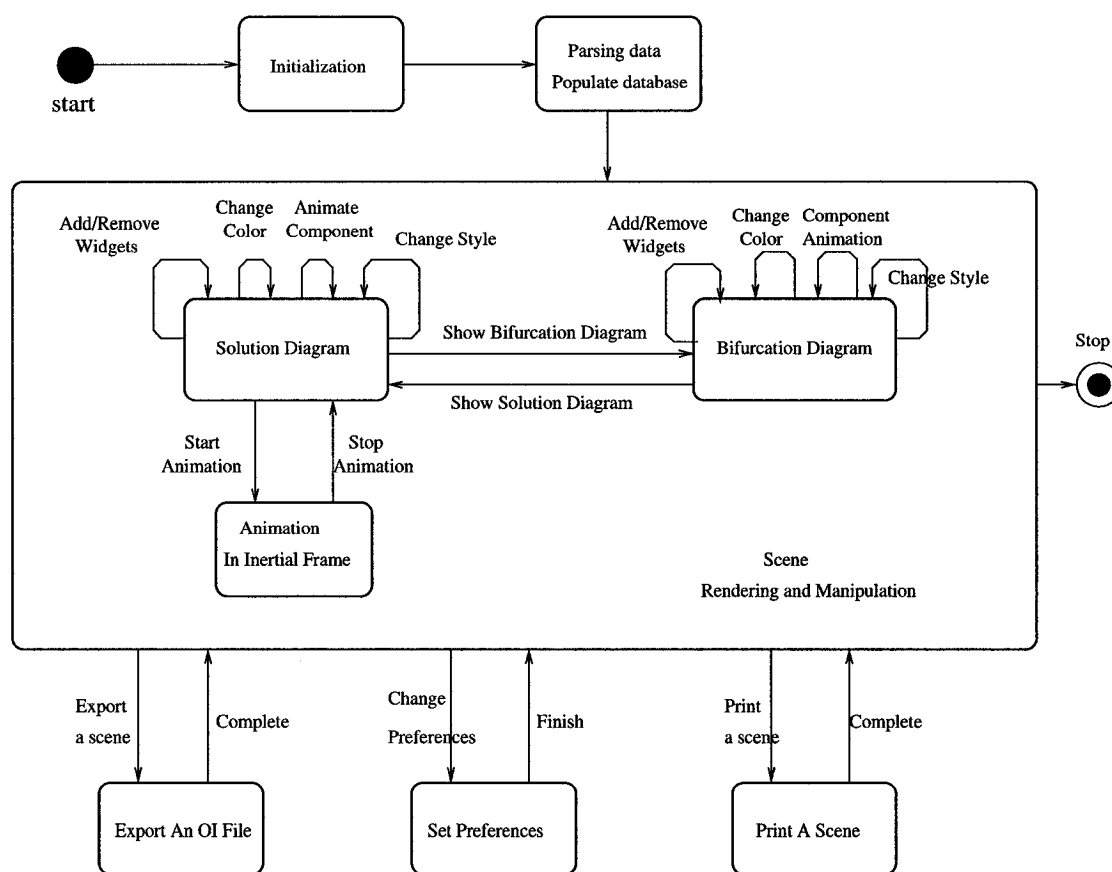 start
Initialization
Parsing data
Populate database
Add/Remove
Widgets
Change
Color
Animate
Component
Change Style
Add/Remove
Widgets
Change
Color
Component
Animation
Change Style
Solution Diagram
Show Bifurcation Diagram
Bifurcation Diagram
Show Solution Diagram
Stop
Start
Animation
Stop
Animation
Animation
In Inertial Frame
Scene
Rendering and Manipulation
Export
a scene
Complete
Change
Preferences
Finish
Print
a scene
Complete
Export An OI File
Set Preferences
Print A Scene